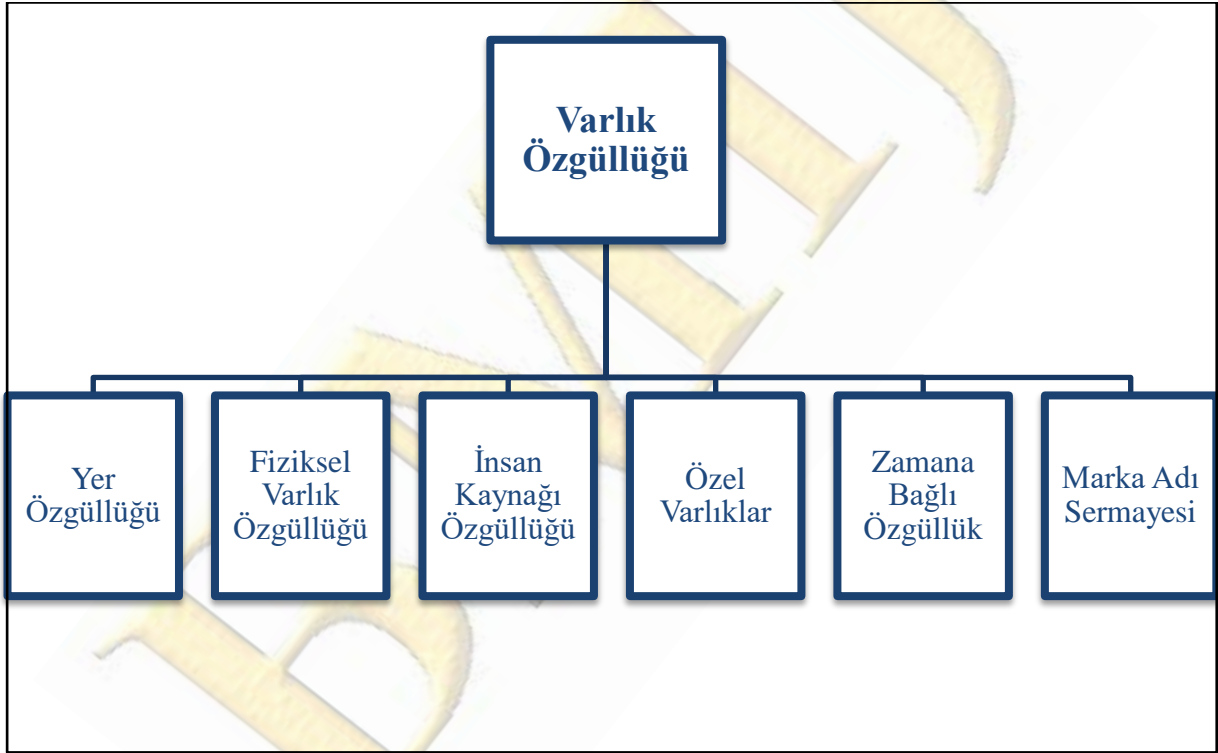 Varlık
Özgüllüğü
Yer
Özgüllüğü
Fiziksel
Varlık
Özgüllüğü
İnsan
Kaynağı
Özgüllüğü
Özel
Varlıklar
Zamana
Bağlı
Özgüllük
Marka Adı
Sermayesi